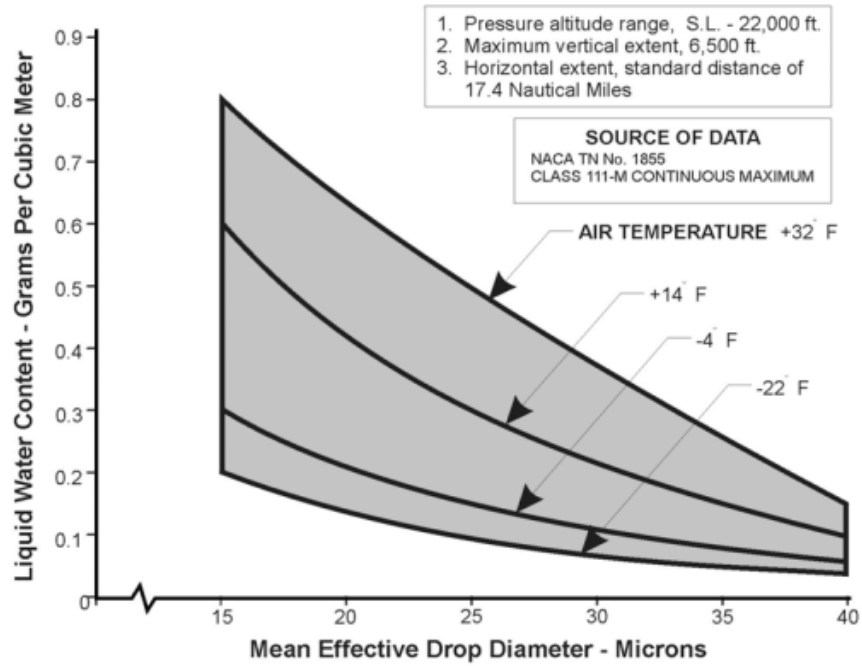 1. Pressure altitude range, S.L. - 22,000 ft.
2. Maximum vertical extent, 6,500 ft.
3. Horizontal extent, standard distance of
17.4 Nautical Miles
SOURCE OF DATA
NACA TN No. 1855
CLASS 111-M CONTINUOUS MAXIMUM
AIR TEMPERATURE +32° F
+14° F
-4° F
-22° F
Liquid Water Content - Grams Per Cubic Meter
0.9
0.8
0.7
0.6
0.5
0.4
0.3
0.2
0.1
0
15 20 25 30 35 40
Mean Effective Drop Diameter - Microns